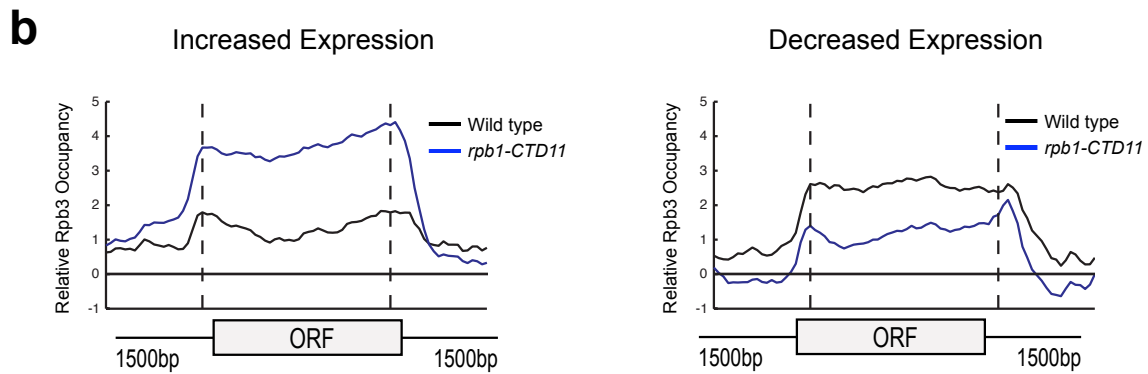 b
Increased Expression
Relative Rpb3 Occupancy
5
4
3
2
1
0
-1
Wild type
rpb1-CTD11
ORF
1500bp
1500bp
Decreased Expression
Relative Rpb3 Occupancy
5
4
3
2
1
0
-1
Wild type
rpb1-CTD11
ORF
1500bp
1500bp